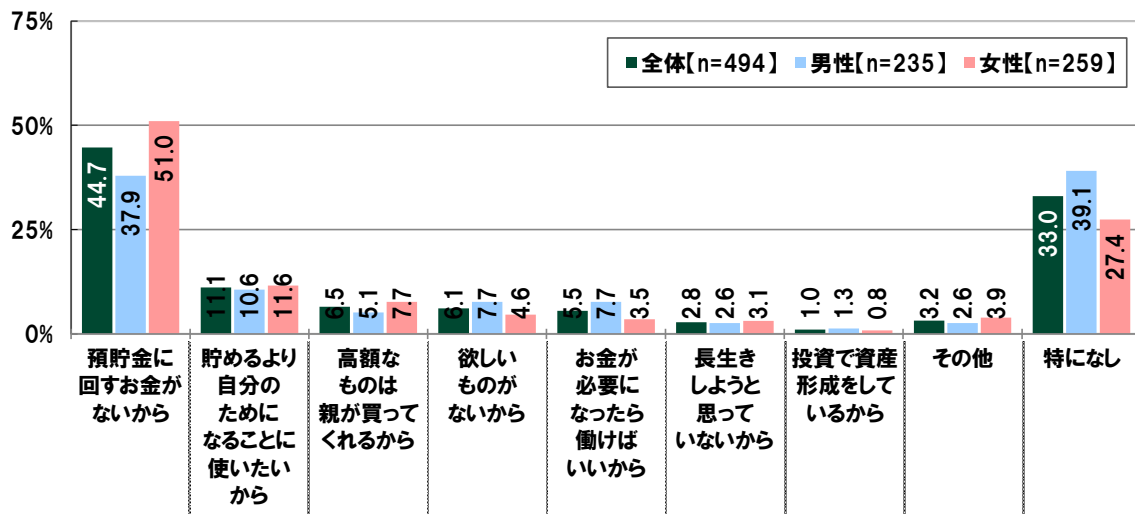 75%
■全体【n=494】 ■男性【n=235】 ■女性【n=259】
50%
25%
0%
44.7 37.9 51.0
11.1 10.6 11.6
6.5 5.1 7.7
6.1 7.7 4.6
5.5 7.7 3.5
2.8 2.6 3.1
1.0 1.3 0.8
3.2 2.6 3.9
33.0 39.1 27.4
預貯金に
回すお金が
ないから
貯めるより
自分の
ために
なることに
使いたい
から
高額な
ものは
親が買って
くれるから
欲しい
ものが
ないから
お金が
必要に
なったら
働けば
いいから
長生き
しようと
思って
いないから
投資で資産
形成をして
いるから
その他
特になし